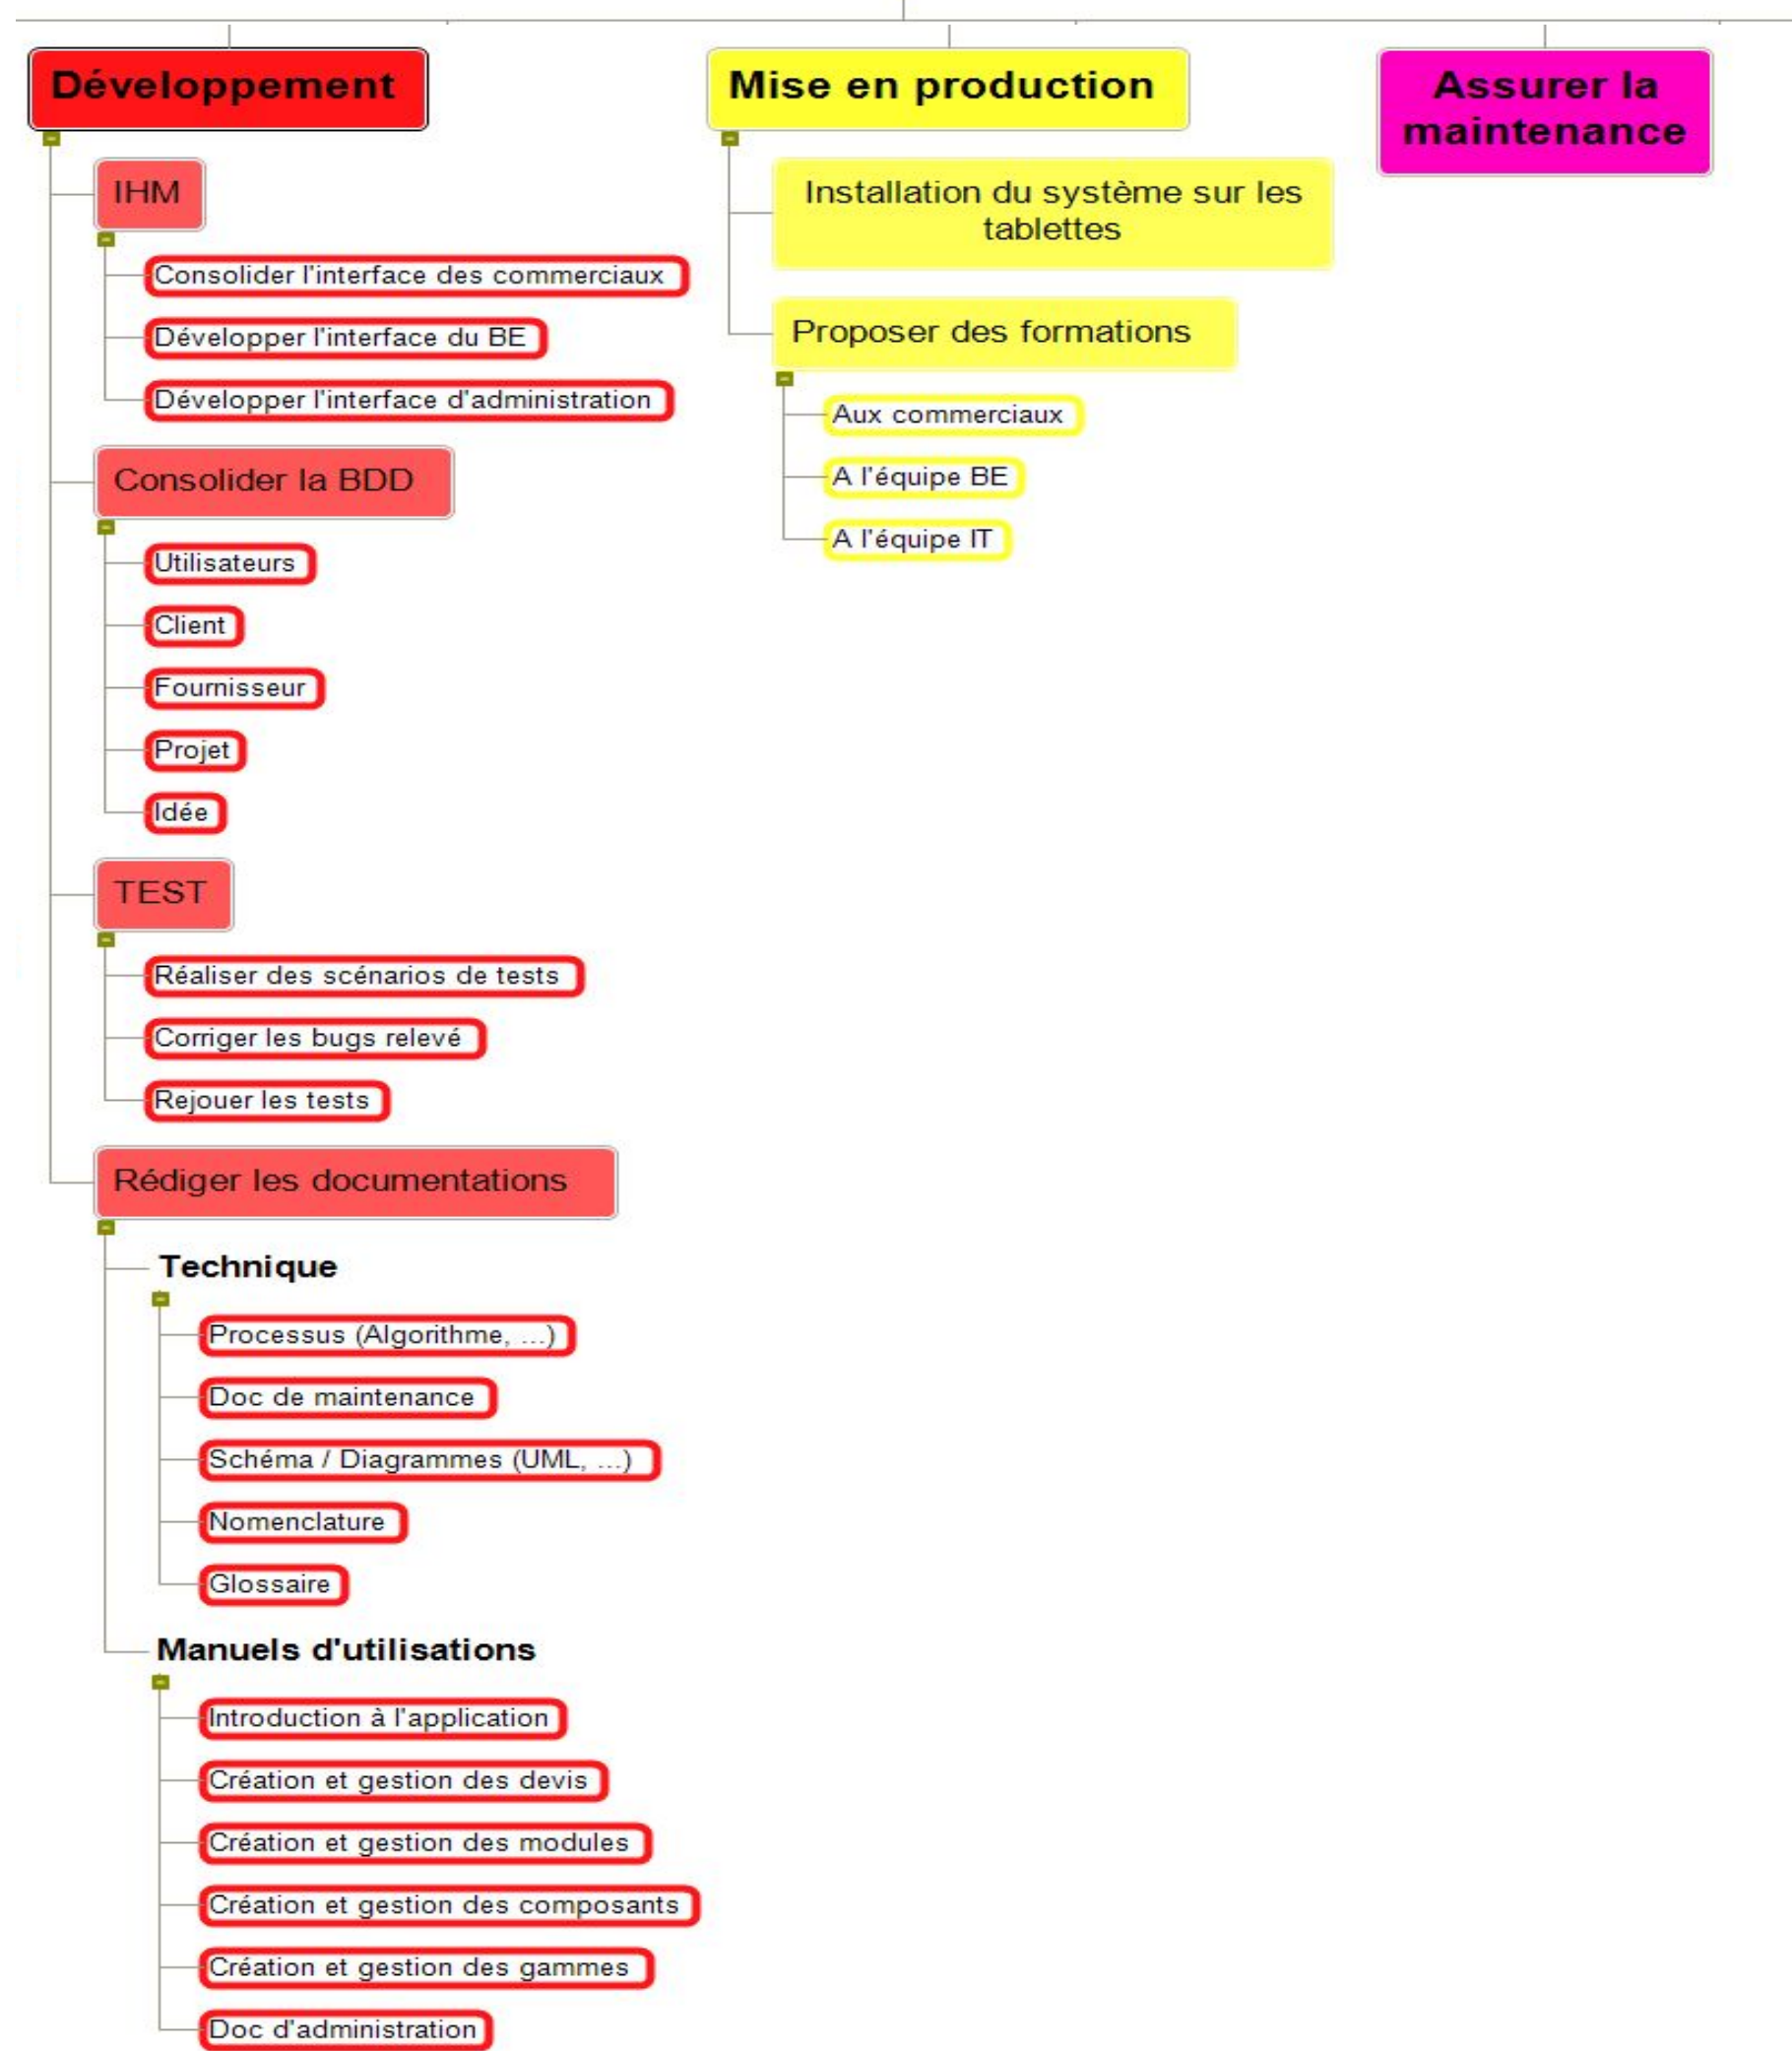 Développement
IHM
Consolider l'interface des commerciaux
Développer l'interface du BE
Développer l'interface d'administration
Consolider la BDD
Utilisateurs
Client
Fournisseur
Projet
Idée
TEST
Réaliser des scénarios de tests
Corriger les bugs relevé
Rejouer les tests
Rédiger les documentations
Technique
Processus (Algorithme, ...)
Doc de maintenance
Schéma / Diagrammes (UML, ...)
Nomenclature
Glossaire
Manuels d'utilisations
Introduction à l'application
Création et gestion des devis
Création et gestion des modules
Création et gestion des composants
Création et gestion des gammes
Doc d'administration
Mise en production
Installation du système sur les
tablettes
Proposer des formations
Aux commerciaux
A l'équipe BE
A l'équipe IT
Assurer la
maintenance